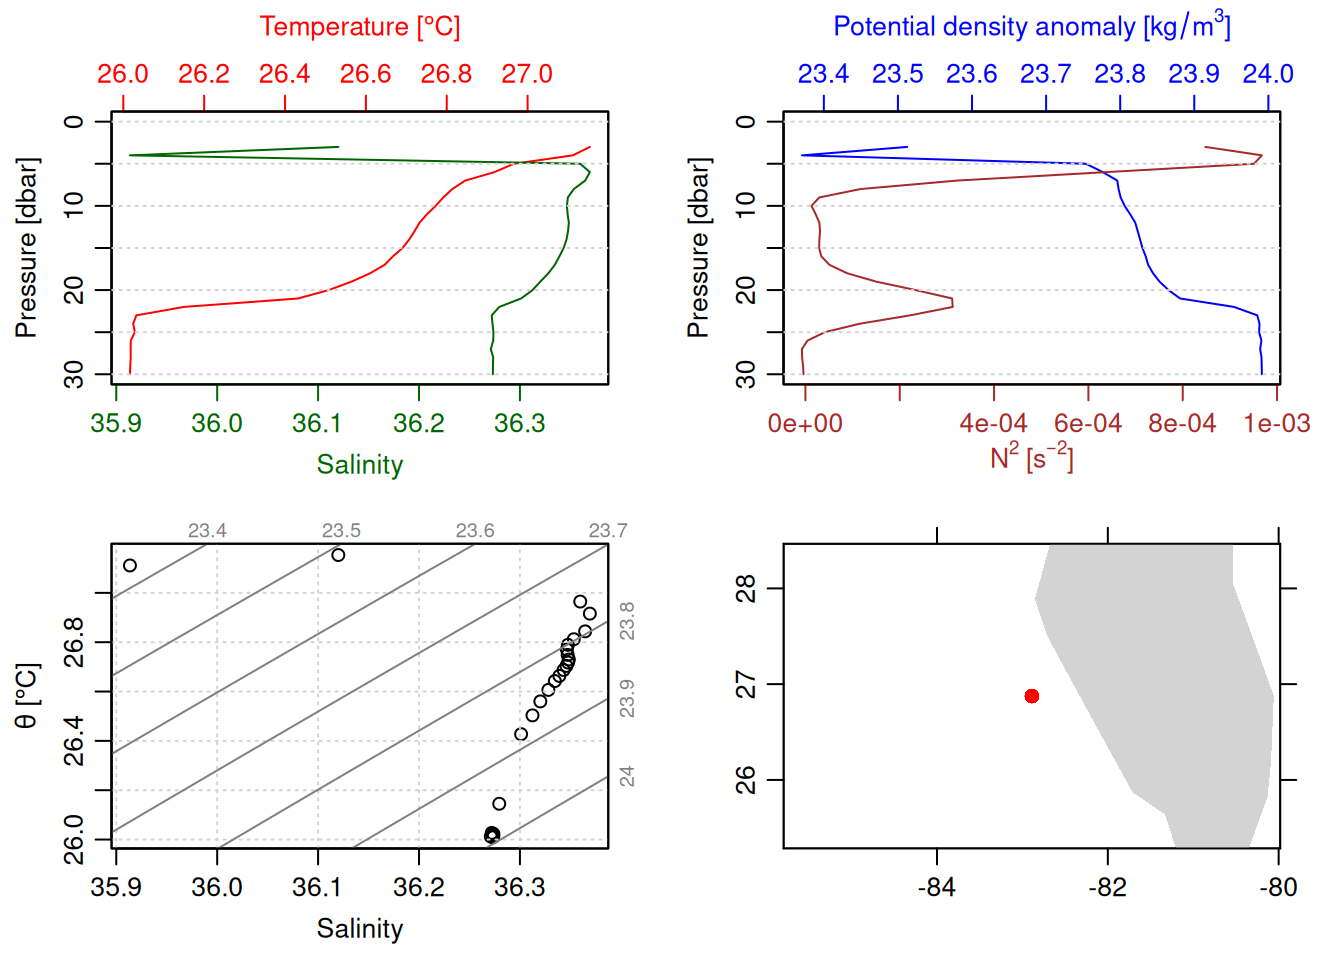 Temperature [°C]
26.0 26.2 26.4 26.6 26.8 27.0
Pressure [dbar]
0
10
20
30
35.9 36.0 36.1 36.2 36.3
Salinity
Potential density anomaly [kg/m³]
23.4 23.5 23.6 23.7 23.8 23.9 24.0
Pressure [dbar]
0
10
20
30
0e+00 4e-04 6e-04 8e-04 1e-03
N² [s⁻²]
23.4 23.5 23.6 23.7
23.8
23.9
24
θ [°C]
26.8
26.4
26.0
35.9 36.0 36.1 36.2 36.3
Salinity
28
27
26
-84 -82 -80